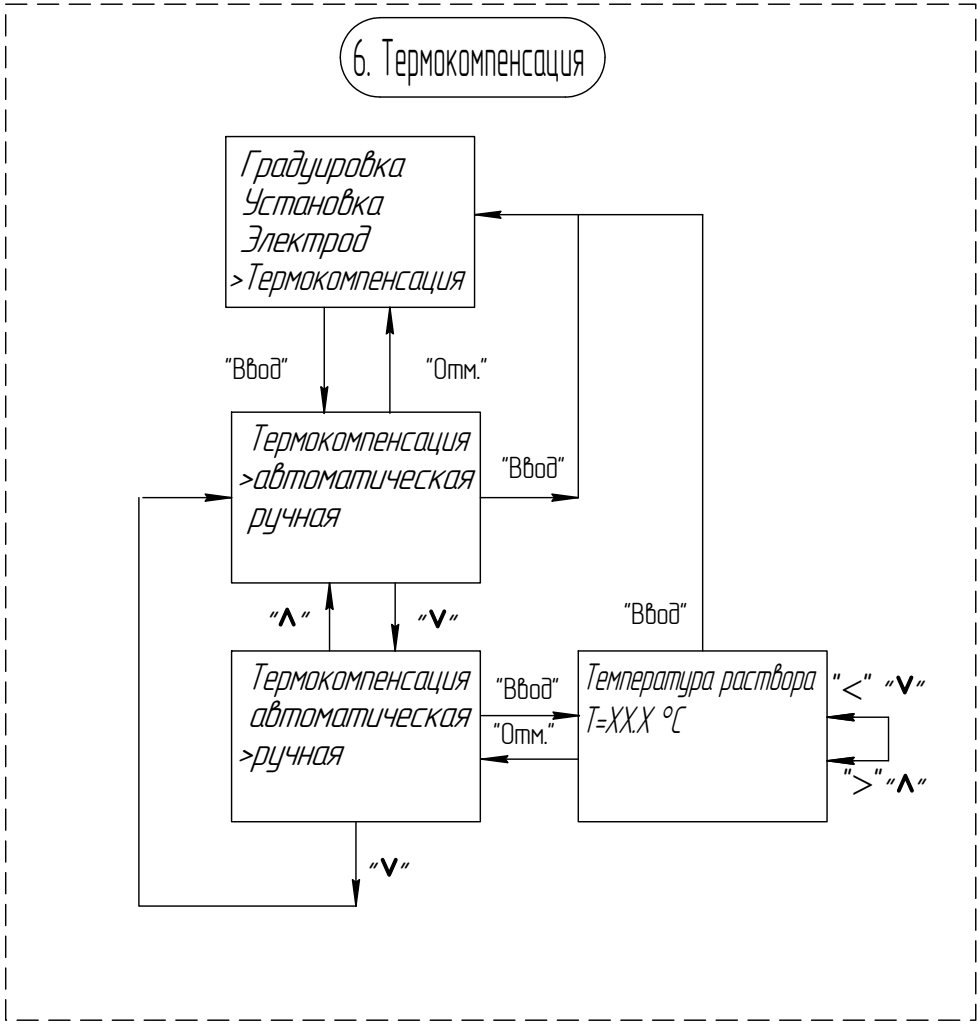 6. Термокомпенсация
Градуировка
Установка
Электрод
>Термокомпенсация
"Ввод" "Отм."
Термокомпенсация
>автоматическая
ручная
"Ввод"
"Λ" "V"
"Ввод"
Термокомпенсация
автоматическая
>ручная
"Ввод"
"Отм."
Температура раствора
T=XX.X °C
"<" "V"
">" "Λ"
"V"